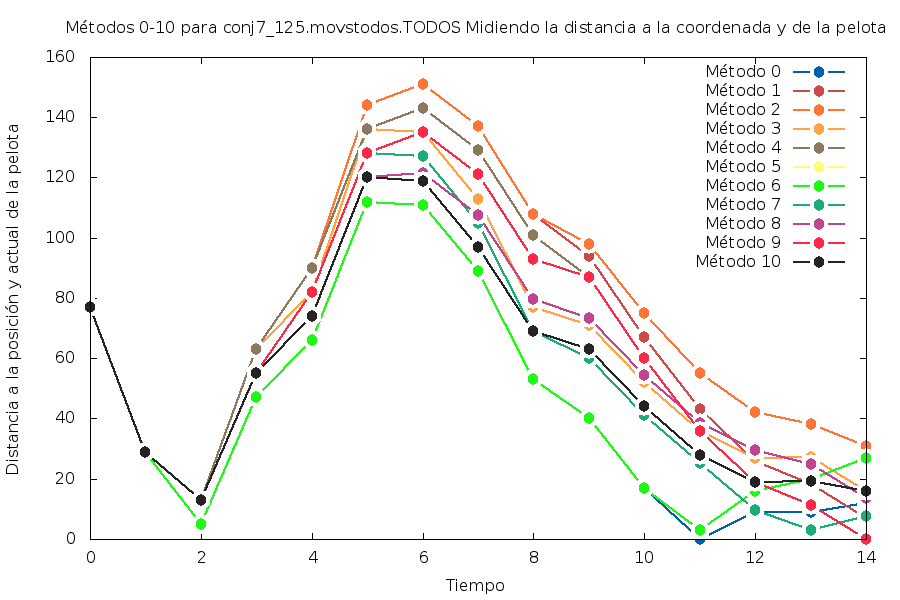 Métodos 0-10 para conj7_125.movstodos.TODOS Midiendo la distancia a la coordenada y de la pelota
Distancia a la posición y actual de la pelota
160
140
120
100
80
60
40
20
0
Método 0
Método 1
Método 2
Método 3
Método 4
Método 5
Método 6
Método 7
Método 8
Método 9
Método 10
0 2 4 6 8 10 12 14
Tiempo